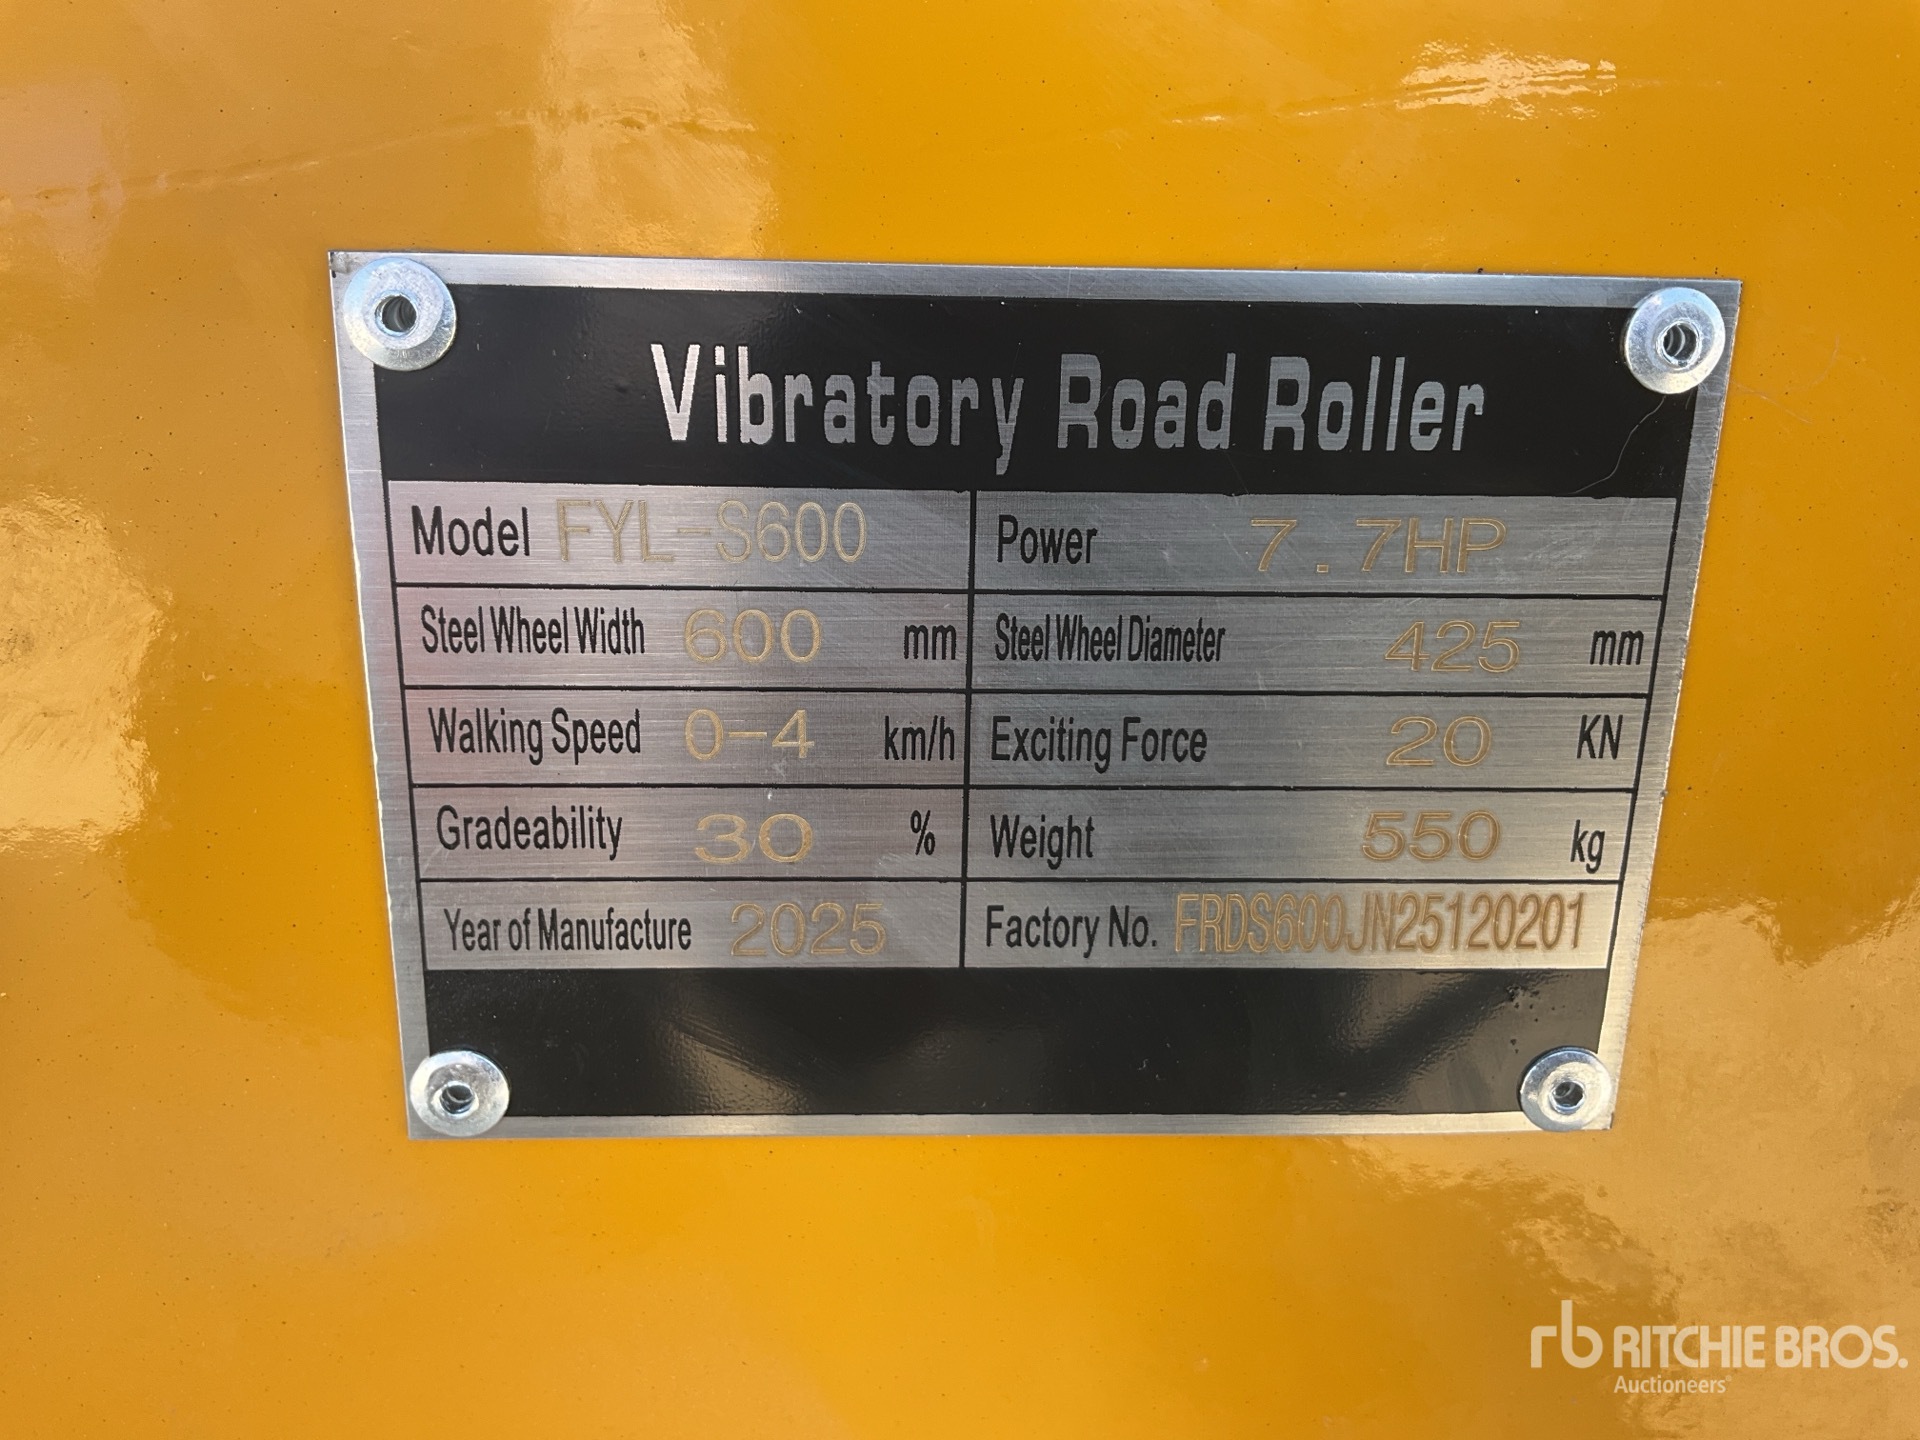 Vibratory Road Roller
Model FYL-S600 Power 7.7HP
Steel Wheel Width 600 mm Steel Wheel Diameter 425 mm
Walking Speed 0-4 km/h Exciting Force 20 KN
Gradeability 30 % Weight 550 kg
Year of Manufacture 2025 Factory No. FRDS600JN25120201
rb RITCHIE BROS.
Auctioneers